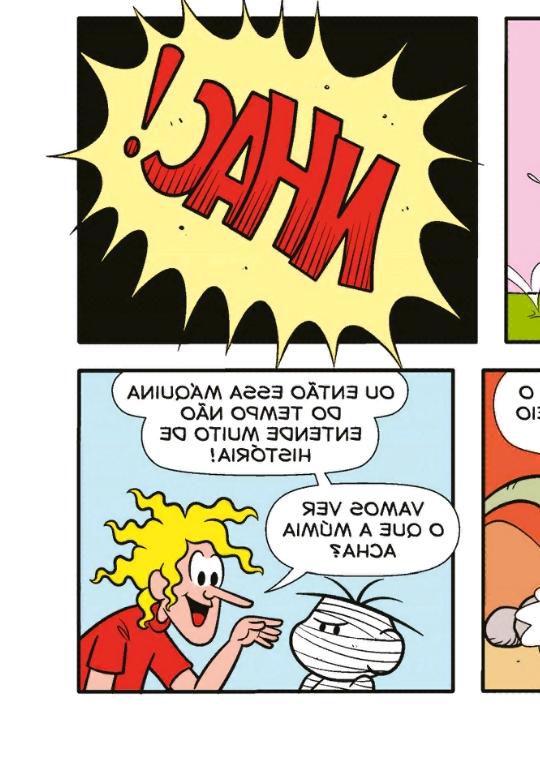 NHAC!
OU ENTÃO ESSA MÁQUINA
DO TEMPO NÃO
ENTENDE MUITO DE
HISTÓRIA!
VAMOS VER
O QUE A MÚMIA
ACHA?
O